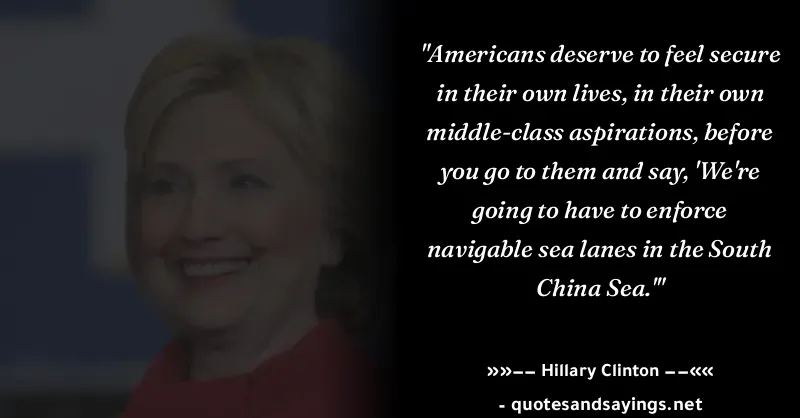 "Americans deserve to feel secure
in their own lives, in their own
middle-class aspirations, before
you go to them and say, 'We're
going to have to enforce
navigable sea lanes in the South
China Sea.'"
»»–– Hillary Clinton ––««
- quotesandsayings.net